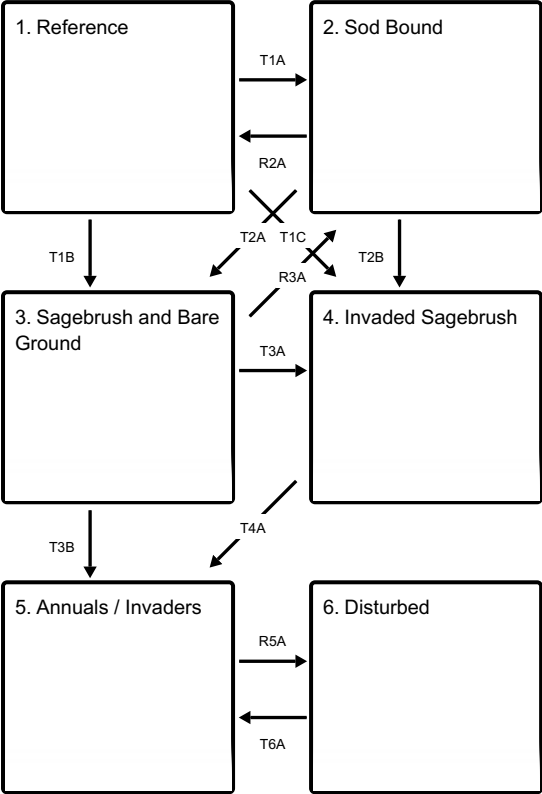 1. Reference
2. Sod Bound
T1A
R2A
T2A
T1C
T1B
T2B
R3A
3. Sagebrush and Bare
Ground
4. Invaded Sagebrush
T3A
T4A
T3B
5. Annuals / Invaders
6. Disturbed
R5A
T6A